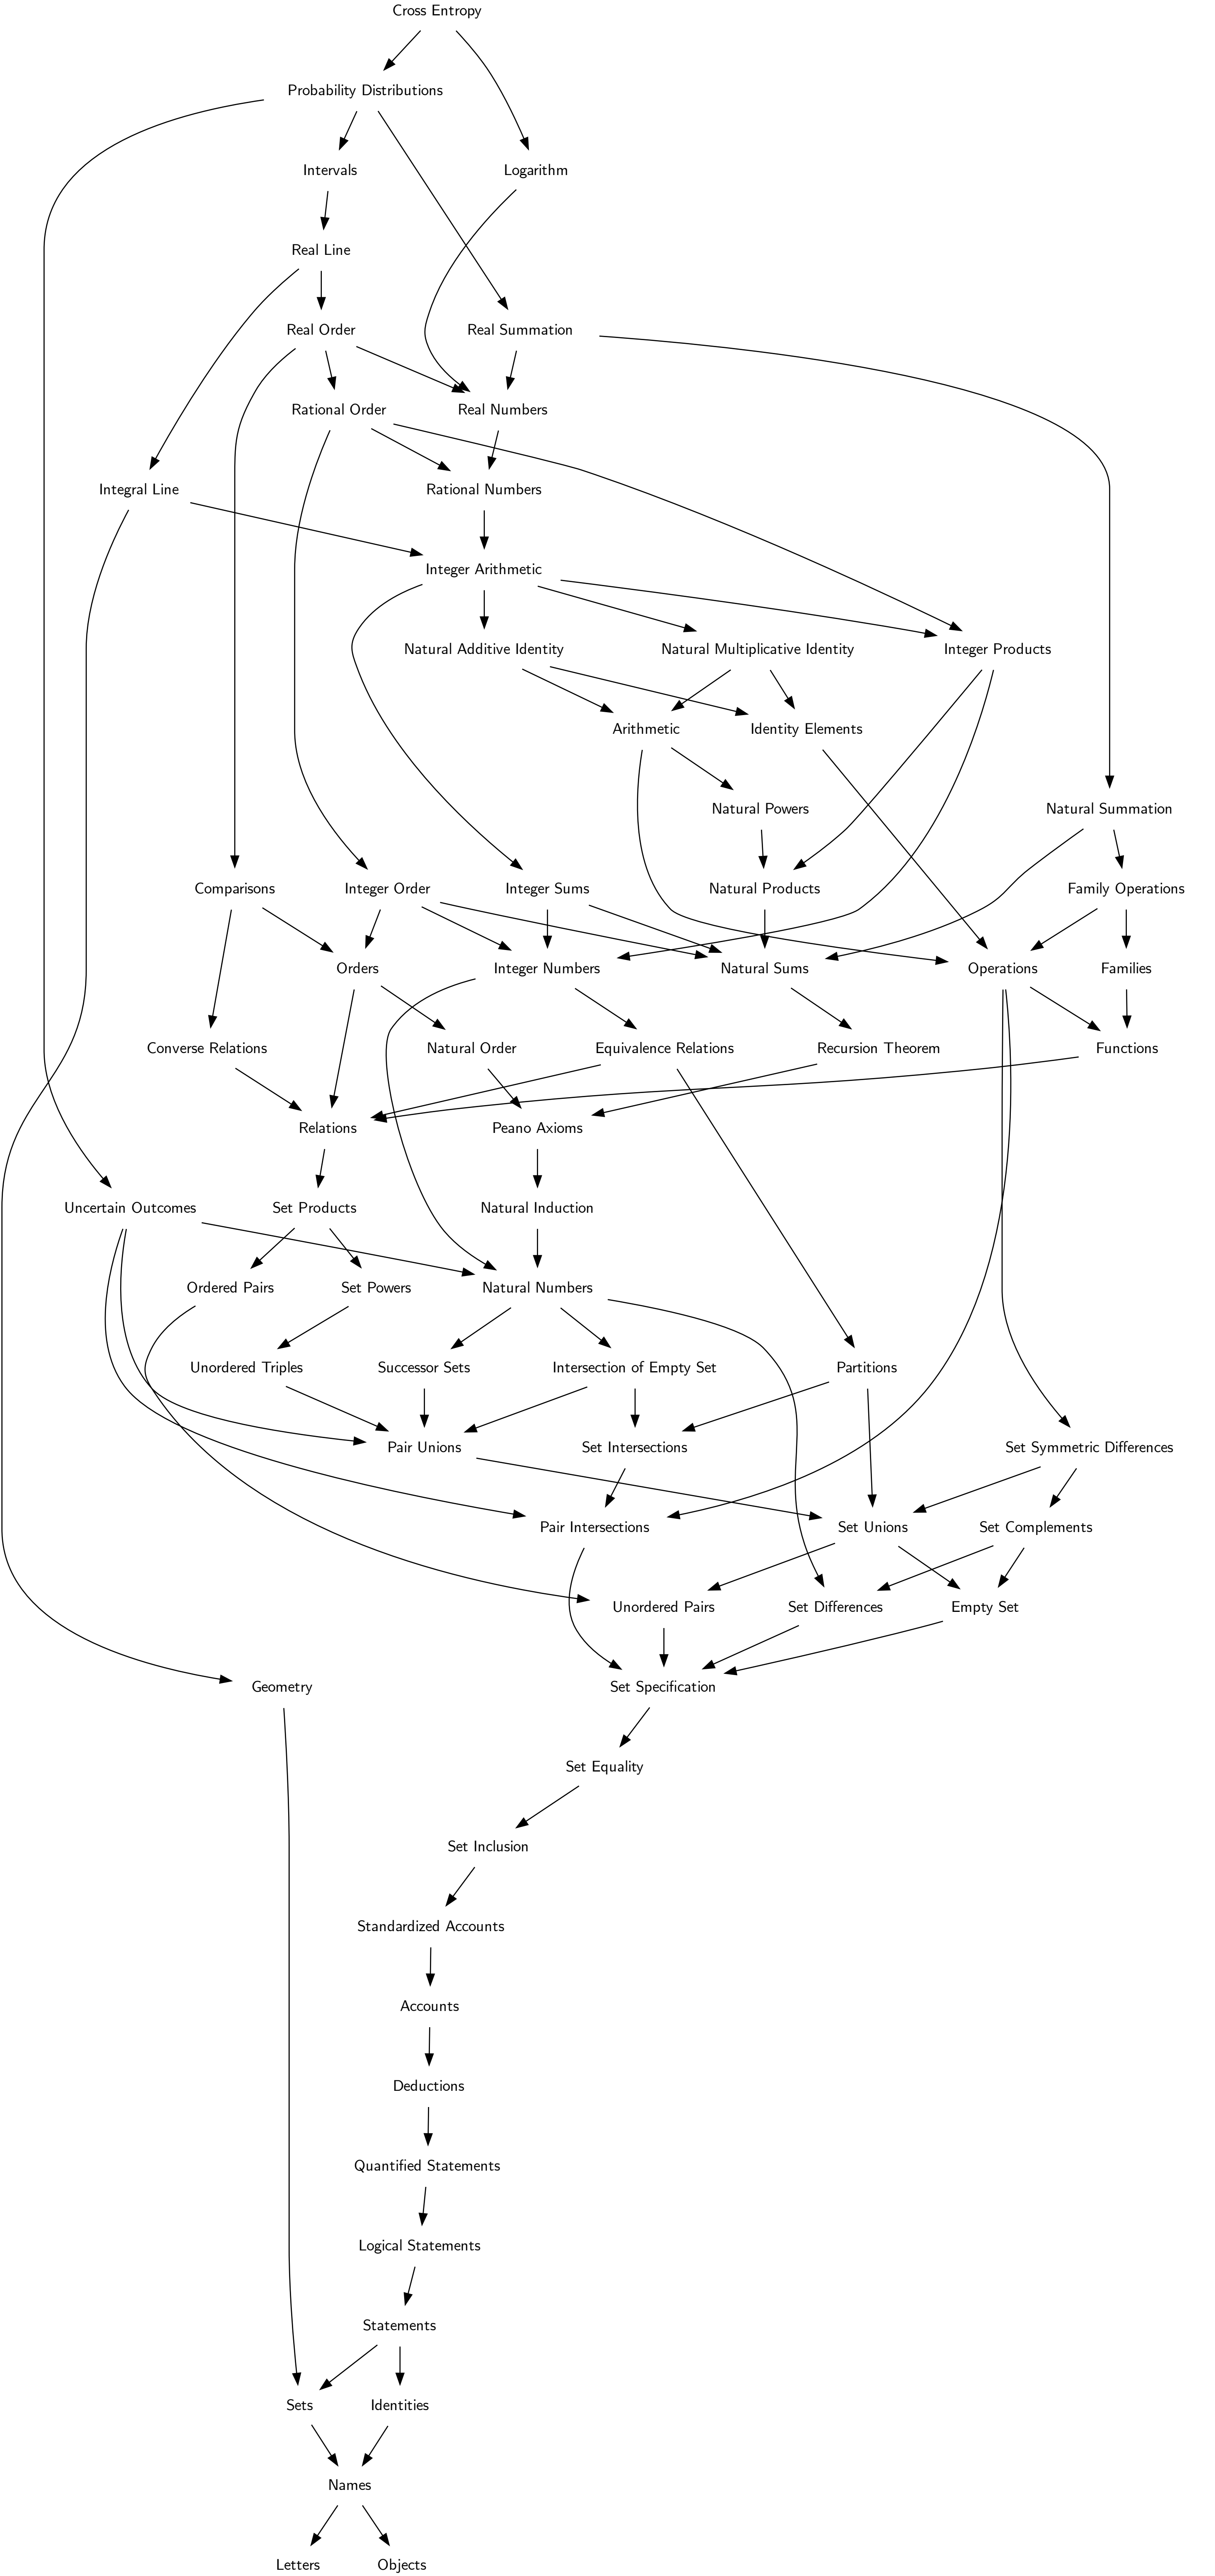 Cross Entropy
Probability Distributions
Intervals
Logarithm
Real Line
Real Order
Real Summation
Rational Order
Real Numbers
Integral Line
Rational Numbers
Integer Arithmetic
Natural Additive Identity
Natural Multiplicative Identity
Integer Products
Arithmetic
Identity Elements
Natural Powers
Natural Summation
Comparisons
Integer Order
Integer Sums
Natural Products
Family Operations
Orders
Integer Numbers
Natural Sums
Operations
Families
Converse Relations
Natural Order
Equivalence Relations
Recursion Theorem
Functions
Relations
Peano Axioms
Uncertain Outcomes
Set Products
Natural Induction
Ordered Pairs
Set Powers
Natural Numbers
Unordered Triples
Successor Sets
Intersection of Empty Set
Partitions
Pair Unions
Set Intersections
Set Symmetric Differences
Pair Intersections
Set Unions
Set Complements
Unordered Pairs
Set Differences
Empty Set
Geometry
Set Specification
Set Equality
Set Inclusion
Standardized Accounts
Accounts
Deductions
Quantified Statements
Logical Statements
Statements
Sets
Identities
Names
Letters
Objects